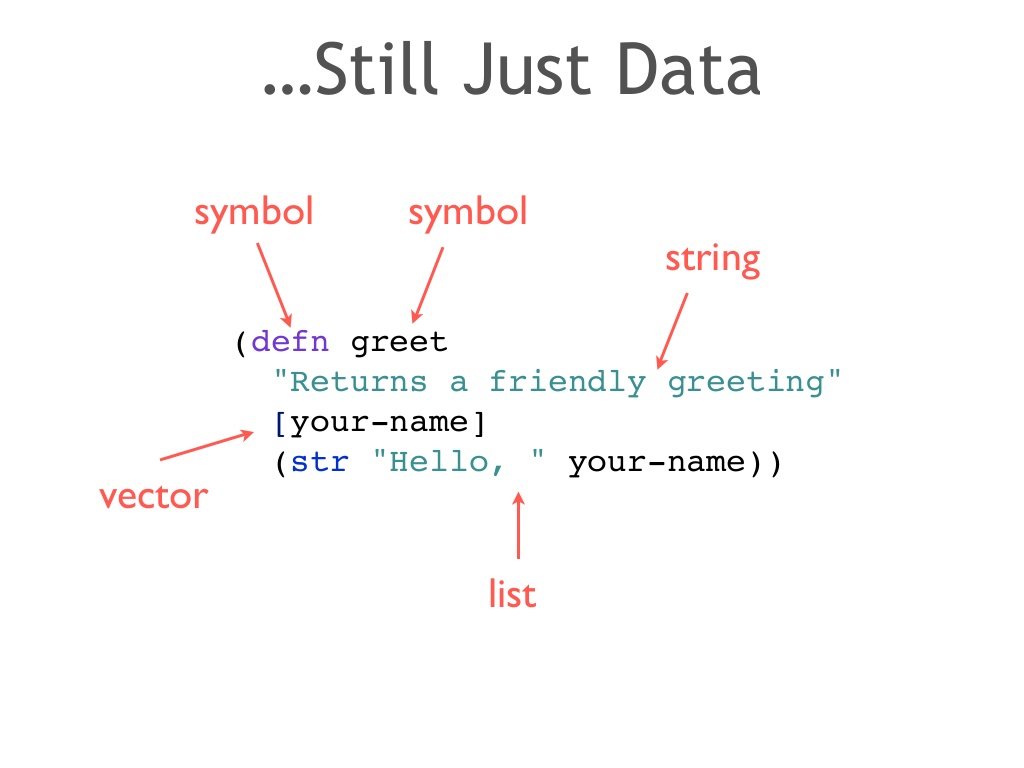 …Still Just Data
symbol symbol
string
(defn greet
"Returns a friendly greeting"
[your-name]
(str "Hello, " your-name))
vector
list